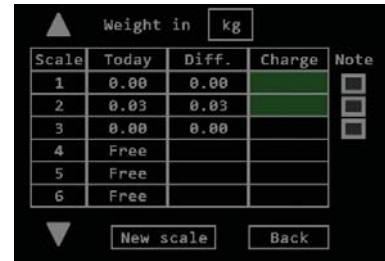 Weight in kg
Scale Today Diff. Charge Note
1 0.00 0.00
2 0.03 0.03
3 0.00 0.00
4 Free
5 Free
6 Free
New scale Back